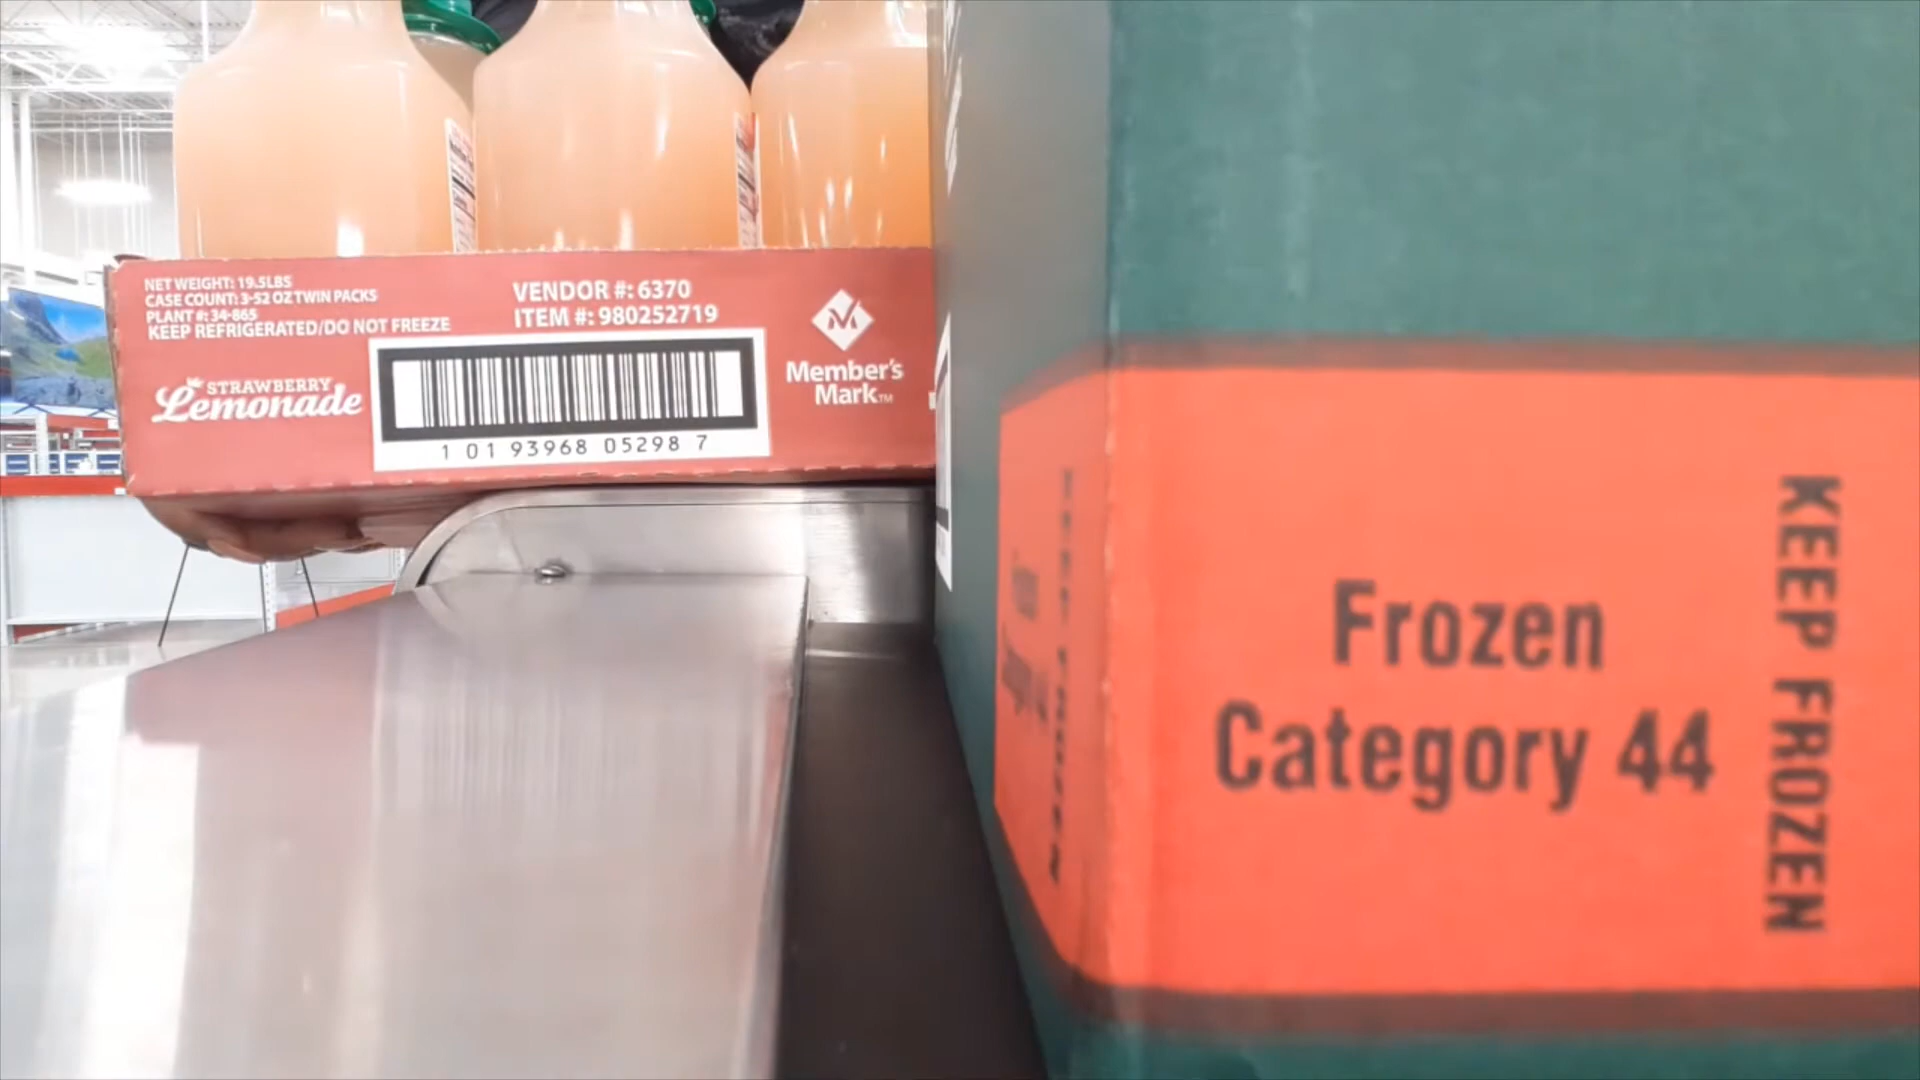 NET WEIGHT: 19.5LBS
CASE COUNT: 3-52 OZ TWIN PACKS
PLANT #: 34-865
KEEP REFRIGERATED/DO NOT FREEZE
VENDOR #: 6370
ITEM #: 980252719
STRAWBERRY
Lemonade
1 01 93968 05298 7
Member's
Mark™
Frozen
Category 44
KEEP FROZEN